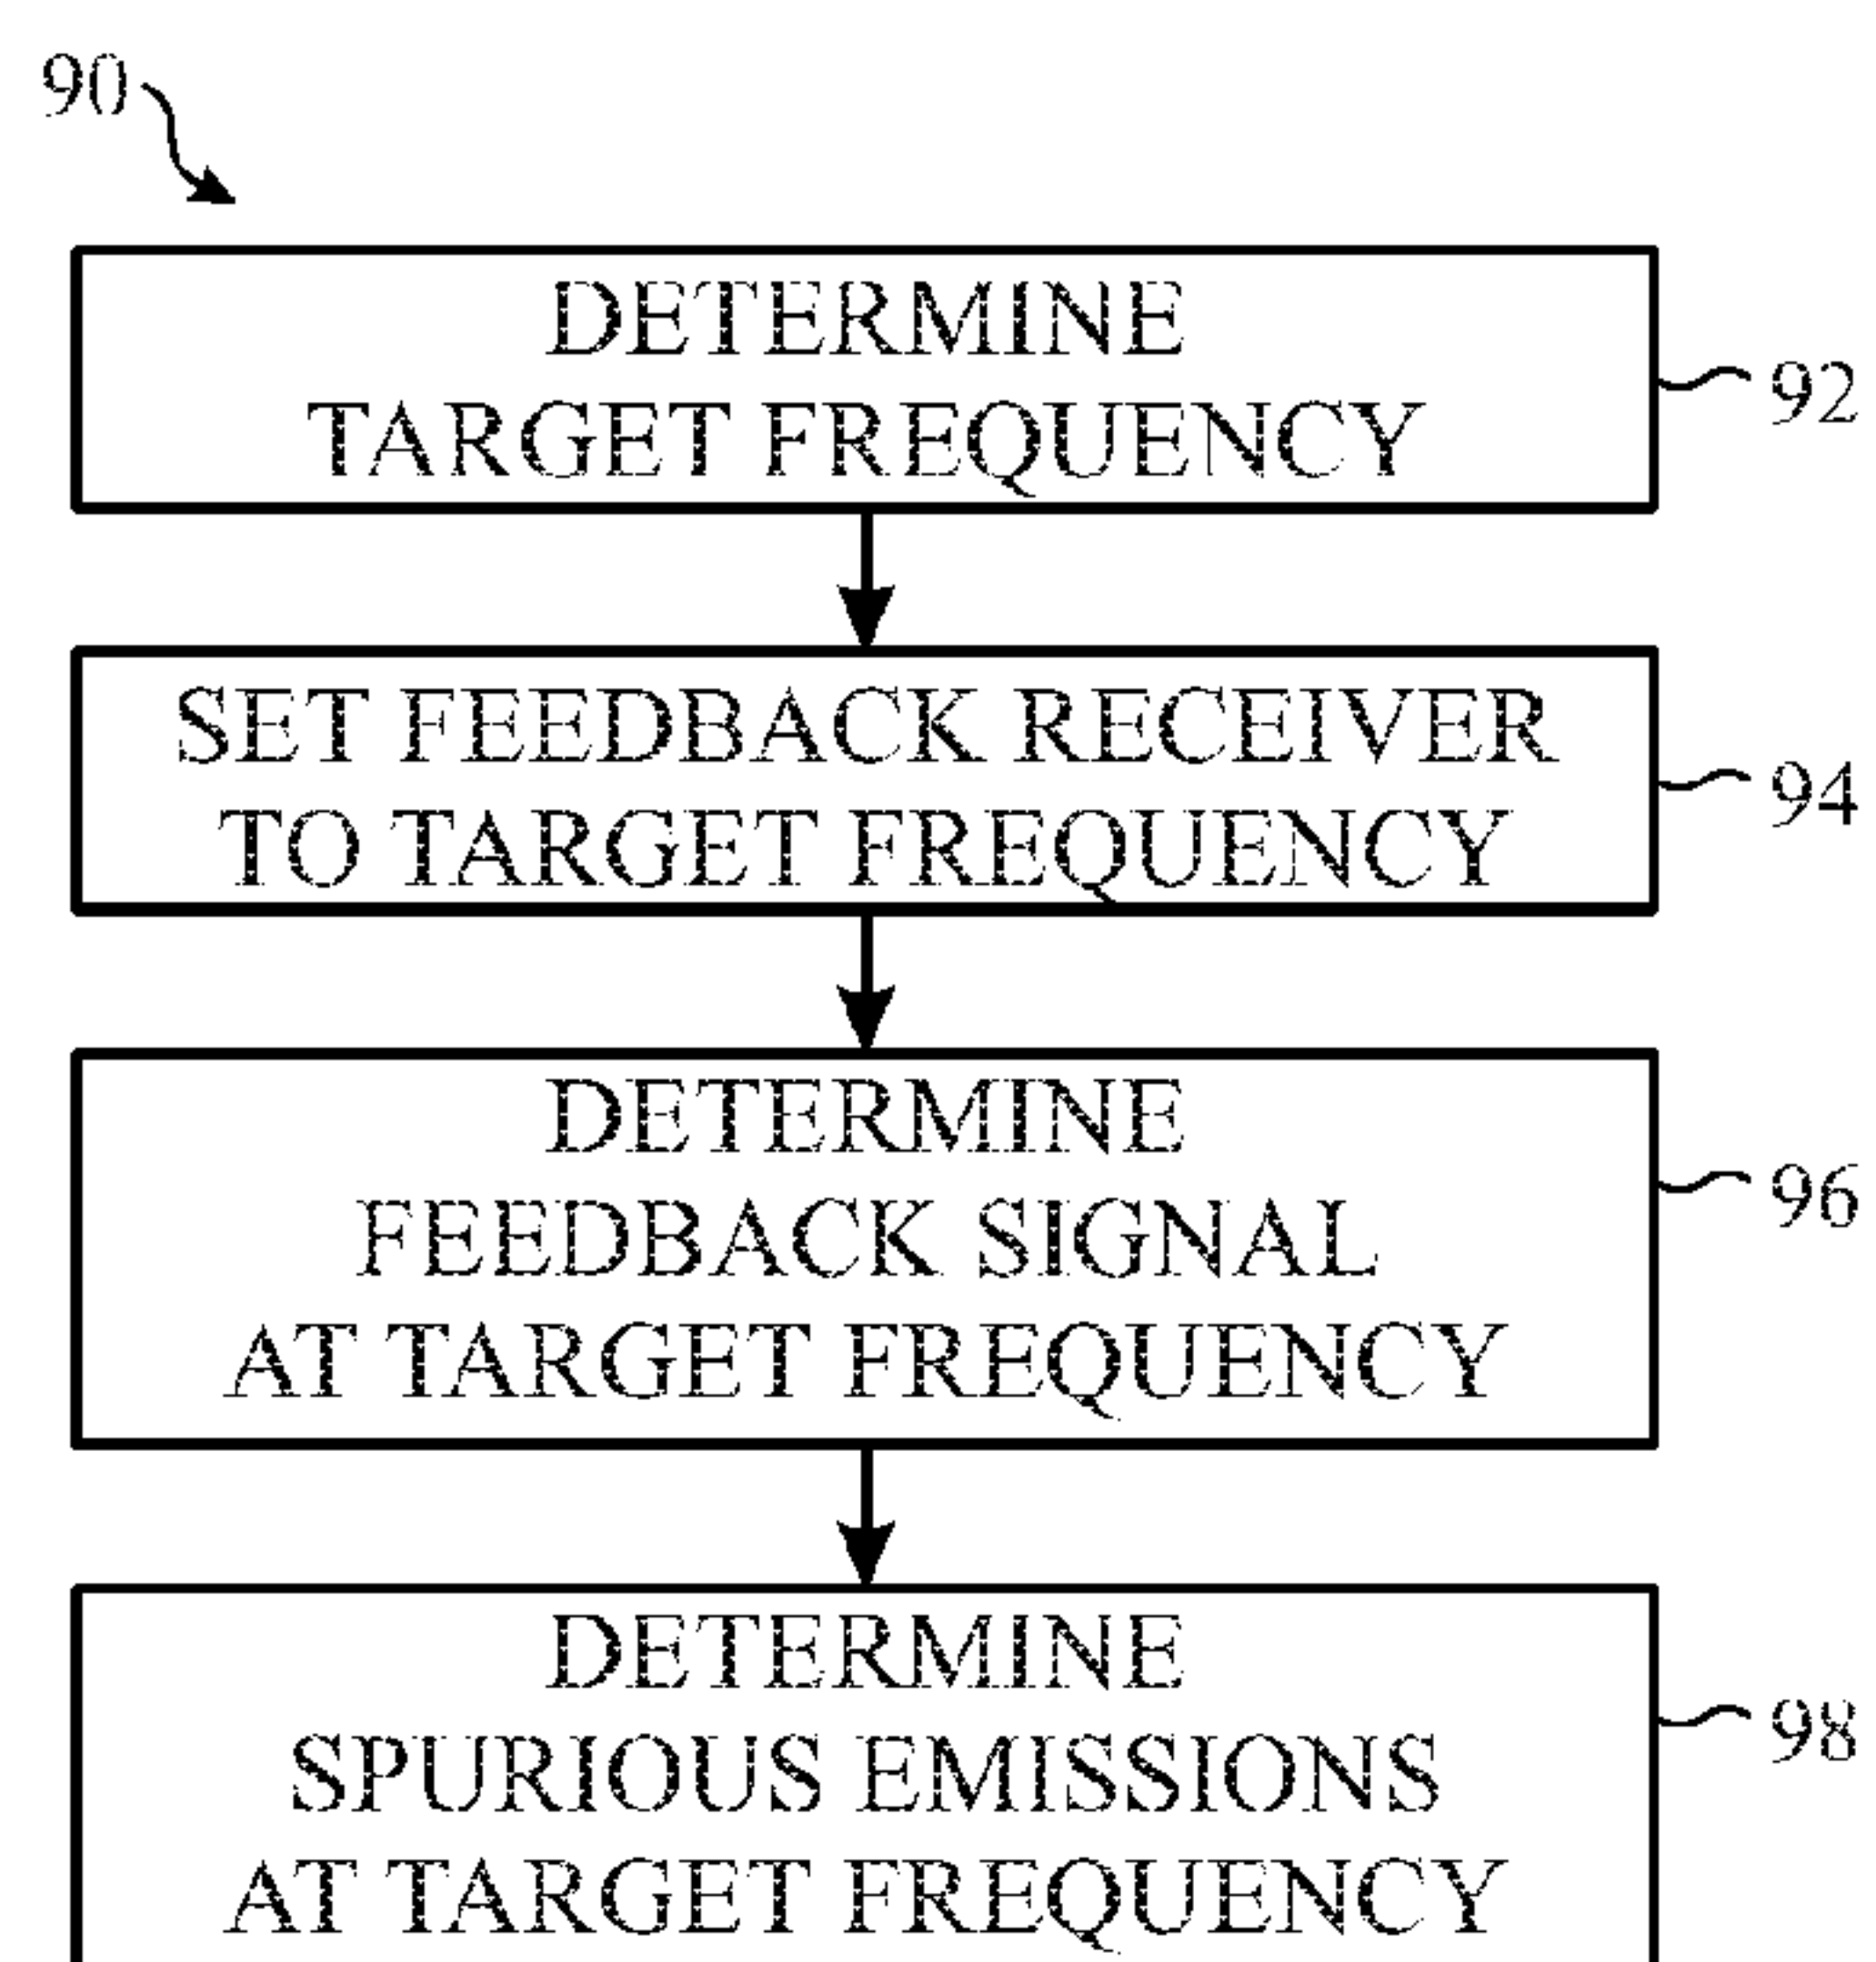 90
DETERMINE
TARGET FREQUENCY
92
SET FEEDBACK RECEIVER
TO TARGET FREQUENCY
94
DETERMINE
FEEDBACK SIGNAL
AT TARGET FREQUENCY
96
DETERMINE
SPURIOUS EMISSIONS
AT TARGET FREQUENCY
98